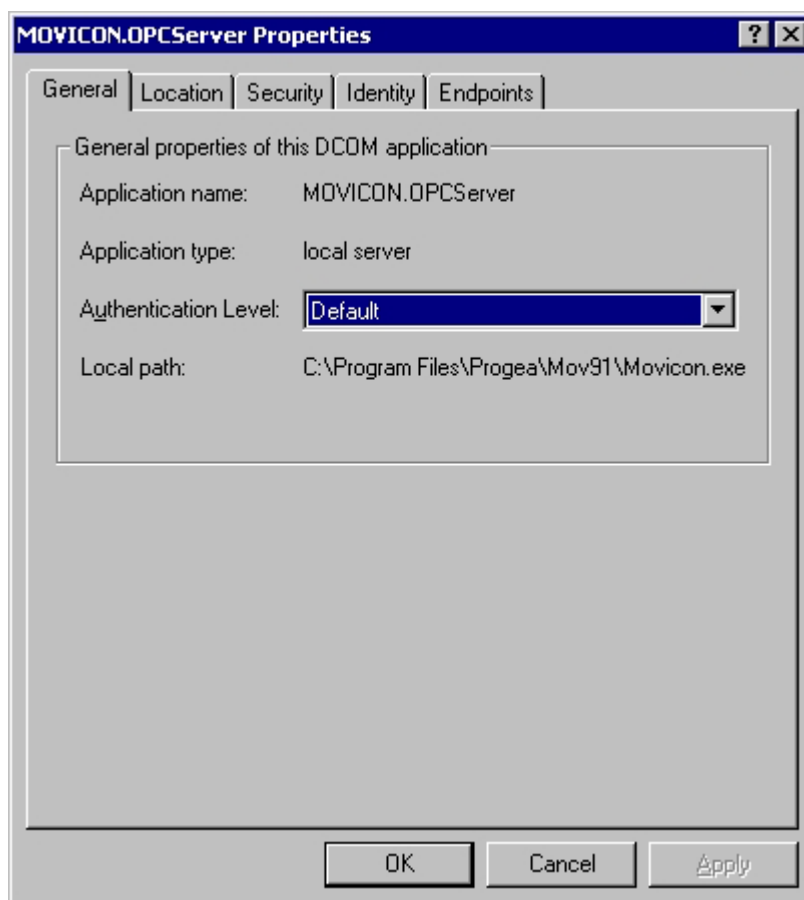 MOVICON.OPCServer Properties
General Location Security Identity Endpoints
General properties of this DCOM application
Application name: MOVICON.OPCServer
Application type: local server
Authentication Level: Default
Local path: C:\Program Files\Progea\Mov91\Movicon.exe
OK Cancel Apply